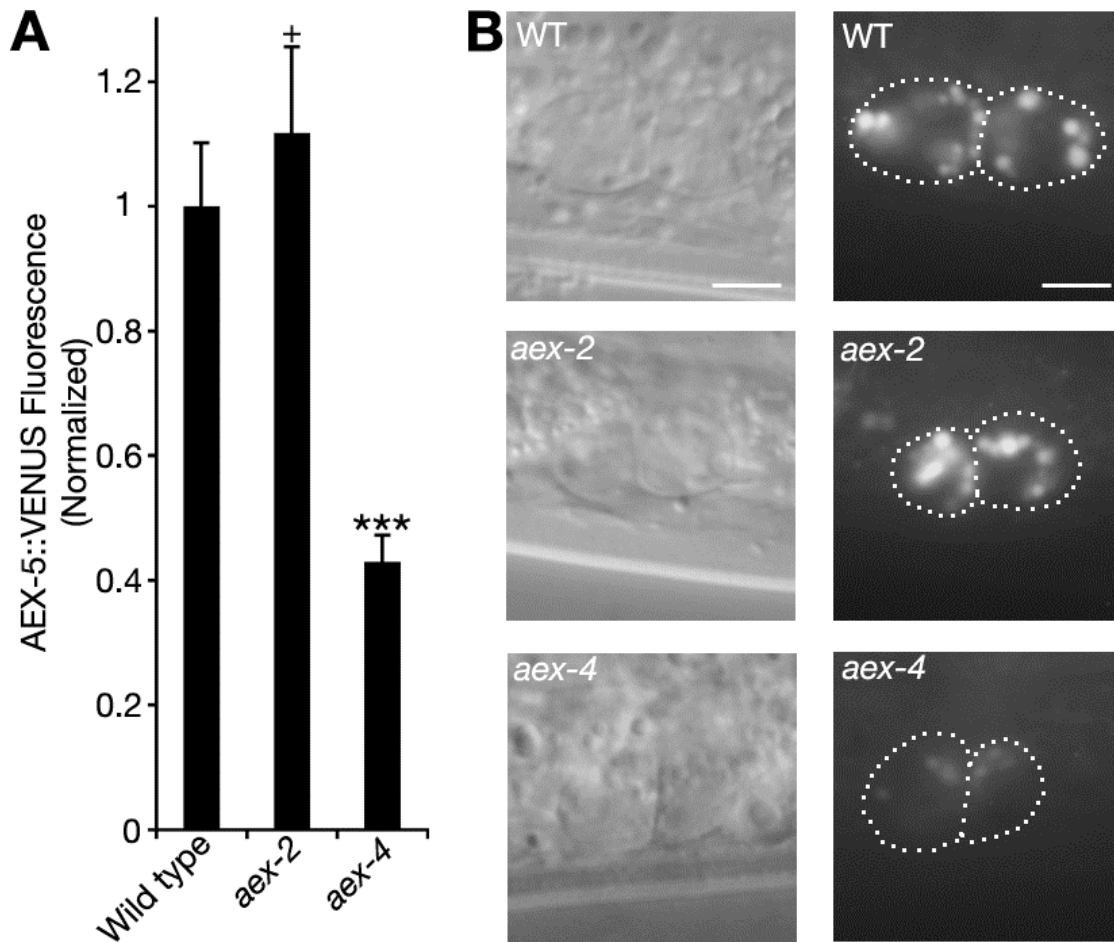 A
AEX-5::VENUS Fluorescence
(Normalized)
1.2
1
0.8
0.6
0.4
0.2
0
+
***
Wild type
aex-2
aex-4
B
WT
WT
aex-2
aex-2
aex-4
aex-4